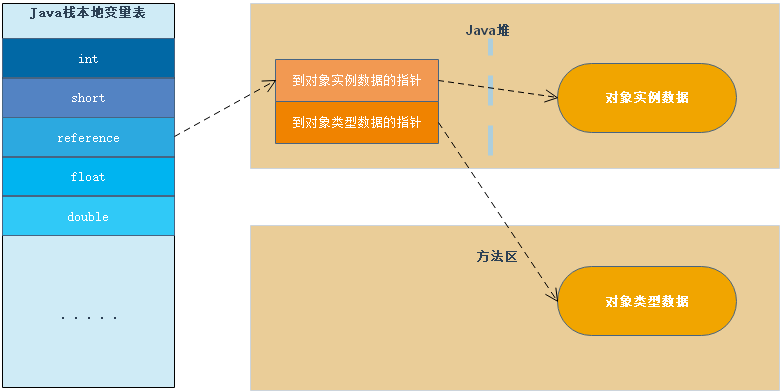 Java栈本地变量表
int
short
reference
float
double
.....
Java堆
到对象实例数据的指针
到对象类型数据的指针
对象实例数据
方法区
对象类型数据